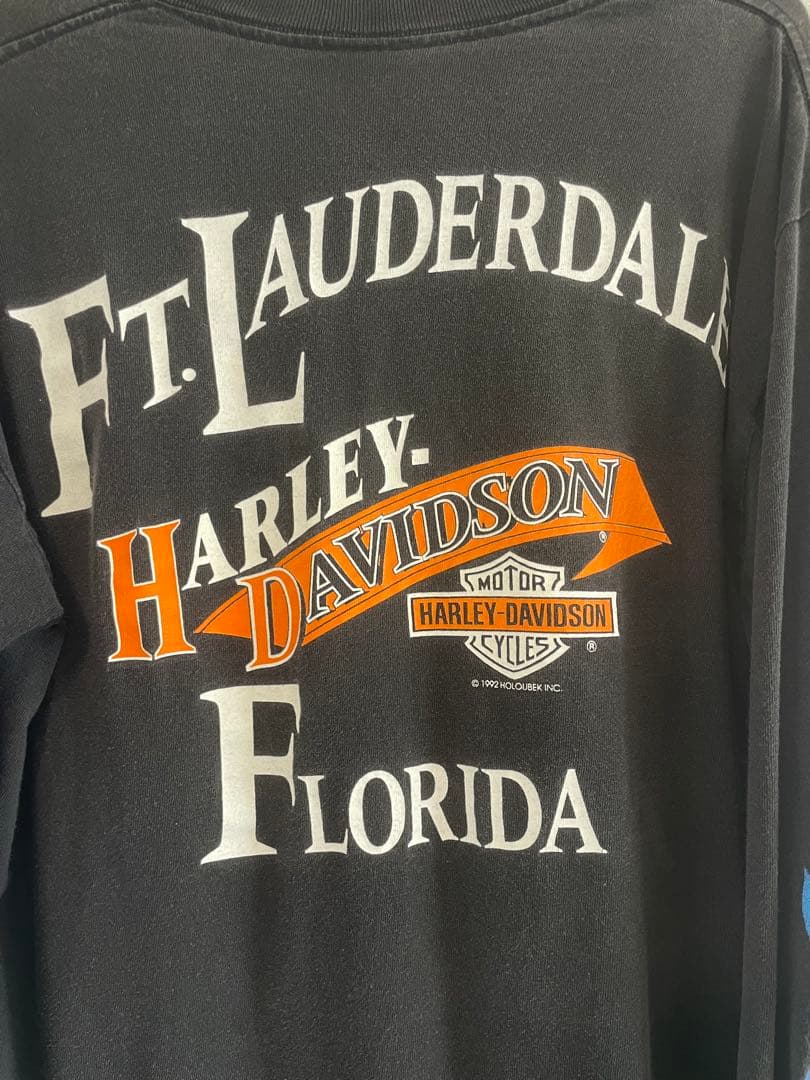 FT. LAUDERDALE
HARLEY-
DAVIDSON®
MOTOR
HARLEY-DAVIDSON
CYCLES ®
© 1992 HOLOUBEK INC.
FLORIDA